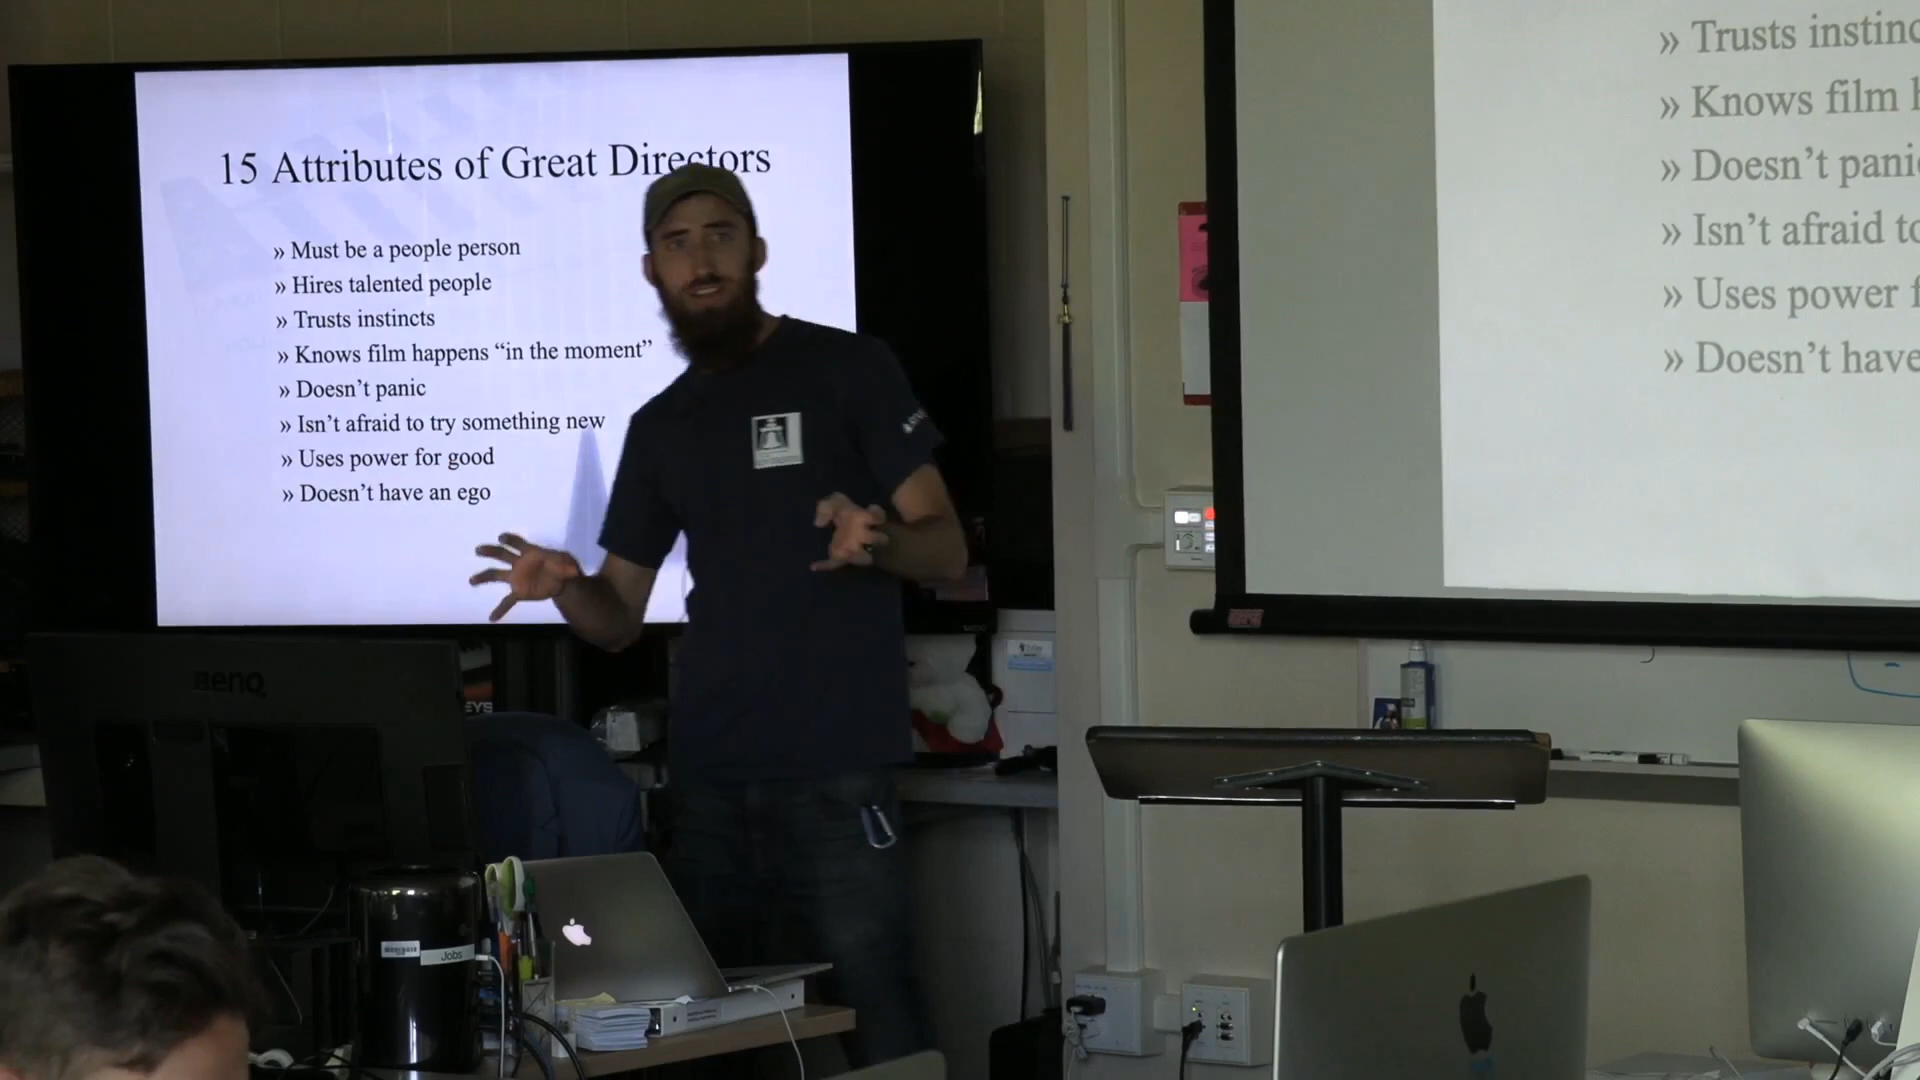 15 Attributes of Great Directors
» Must be a people person
» Hires talented people
» Trusts instincts
» Knows film happens “in the moment”
» Doesn’t panic
» Isn’t afraid to try something new
» Uses power for good
» Doesn’t have an ego
» Trusts
» Knows film
» Doesn’t
» Isn’t afraid to
» Uses power
» Doesn’t have
BenQ
EYS
Jobs